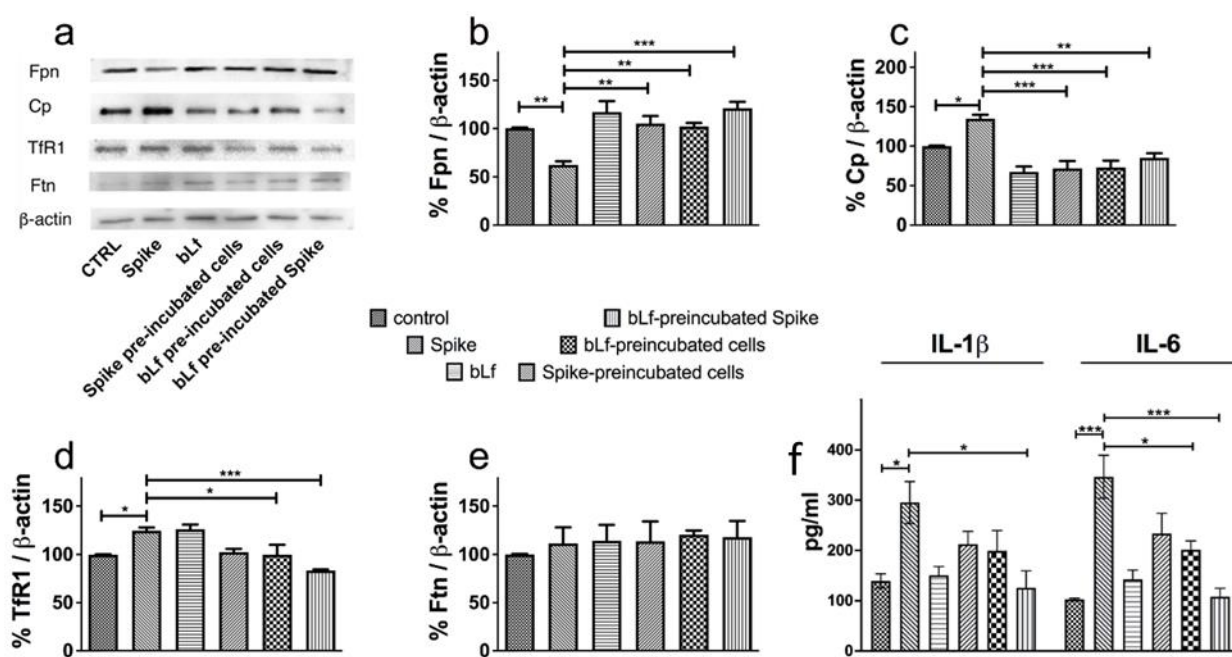 a
Fpn
Cp
TfR1
Ftn
β-actin
CTRL
Spike
bLf
Spike pre-incubated cells
bLf pre-incubated cells
bLf pre-incubated Spike
b
% Fpn / β-actin
150
100
50
0
**
**
**
***
c
% Cp / β-actin
200
150
100
50
0
*
***
***
**
control
Spike
bLf
bLf-preincubated Spike
bLf-preincubated cells
Spike-preincubated cells
d
% TfR1 / β-actin
150
100
50
0
*
*
***
e
% Ftn / β-actin
150
100
50
0
f
IL-1β
IL-6
pg/ml
400
300
200
100
0
*
*
***
*
***